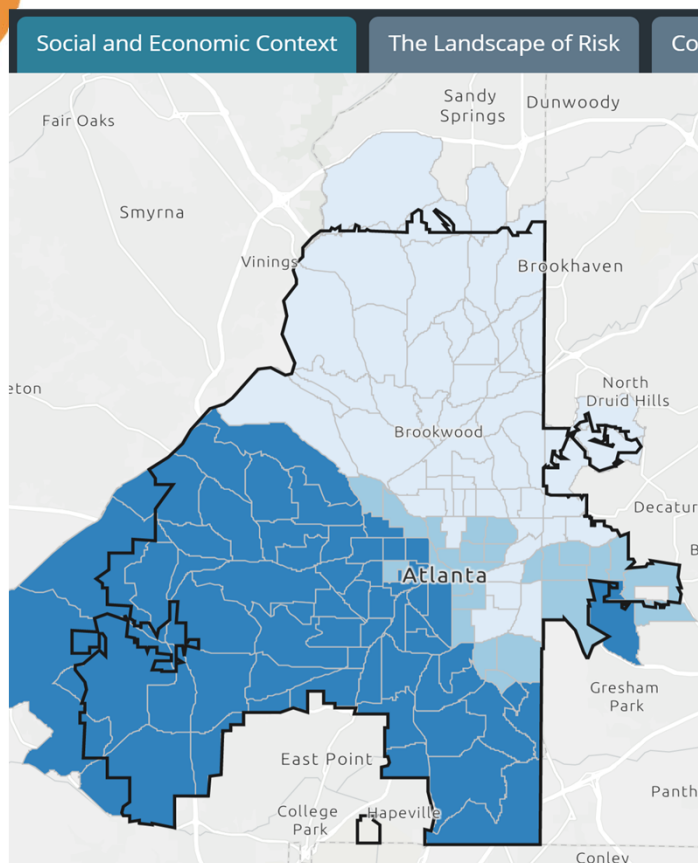 Social and Economic Context
The Landscape of Risk
Co
Sandy
Springs
Dunwoody
Fair Oaks
Smyrna
Vinings
Brookhaven
eton
North
Druid Hills
Brookwood
Decatur
B
Atlanta
Gresham
Park
East Point
Panth
College
Park
Hapeville
Conley